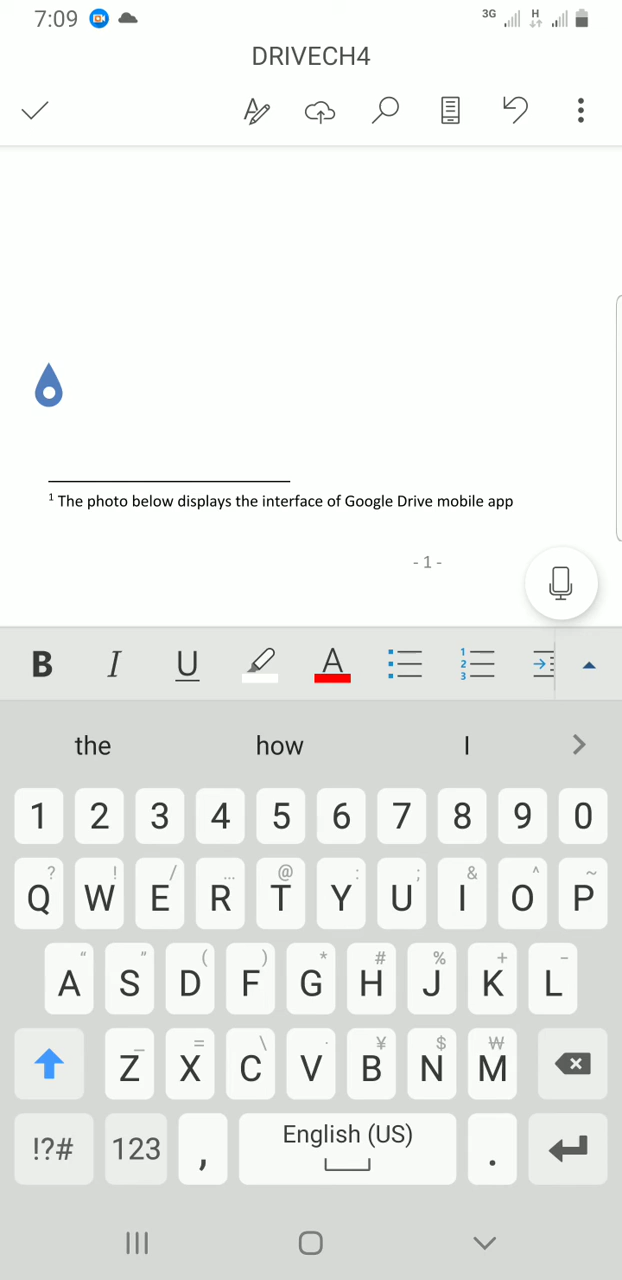 7:09 3G H
DRIVECH4
1 The photo below displays the interface of Google Drive mobile app
- 1 -
B I U A 1 2 3
the how I
1 2 3 4 5 6 7 8 9 0
? ! / ... @ : ; & ^ ~
Q W E R T Y U I O P
" " ( ) * # % + -
A S D F G H J K L
_ = \ · ¥ $ ₩
Z X C V B N M
!?# 123 , English (US) .